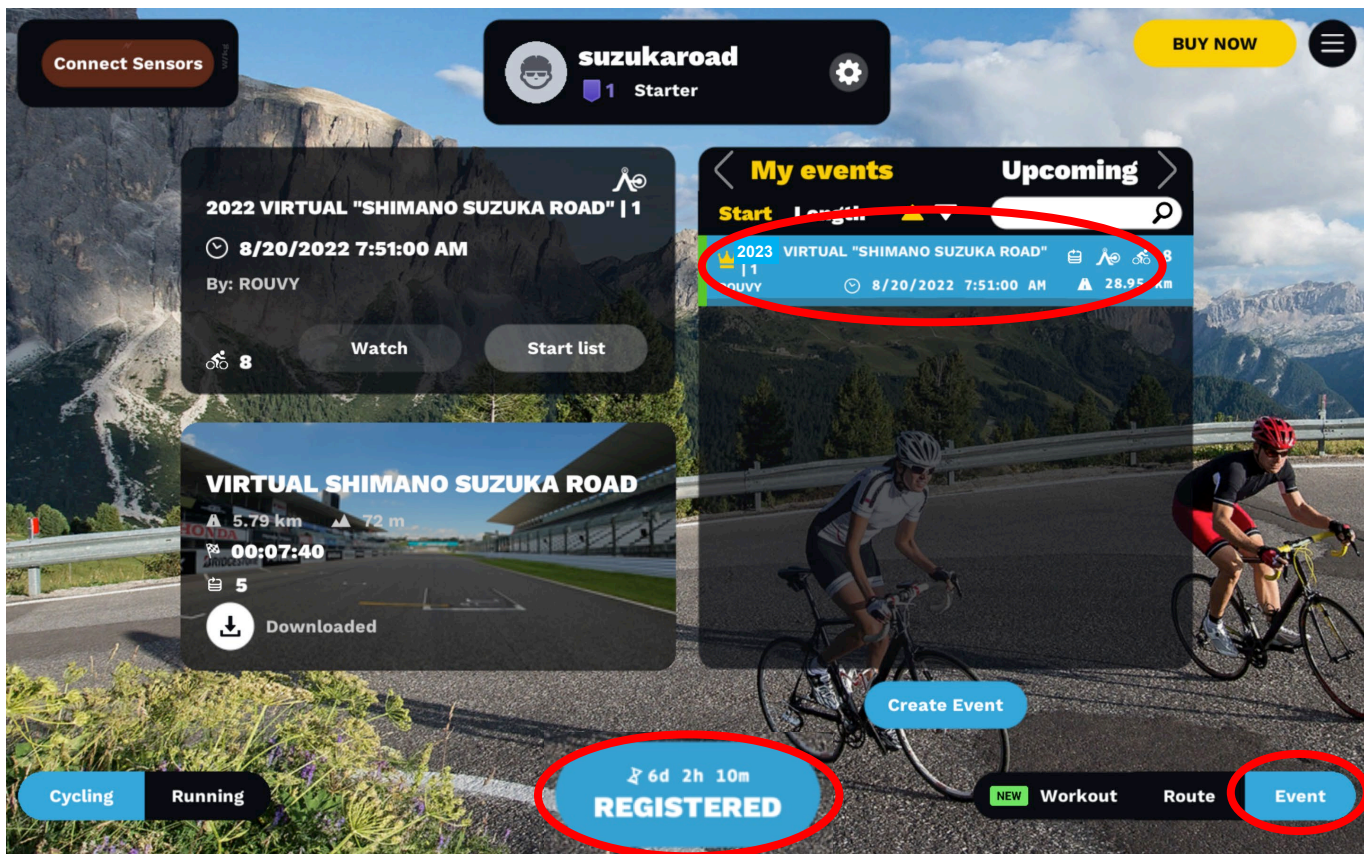 Connect Sensors
suzukaroad
1 Starter
BUY NOW
2022 VIRTUAL "SHIMANO SUZUKA ROAD" | 1
8/20/2022 7:51:00 AM
By: ROUVY
8
Watch
Start list
My events
Upcoming
Start Length
2023 VIRTUAL "SHIMANO SUZUKA ROAD"
| 1
8
ROUVY 8/20/2022 7:51:00 AM 28.95 km
VIRTUAL SHIMANO SUZUKA ROAD
5.79 km 72 m
HONDA
00:07:40
5
Downloaded
Create Event
6d 2h 10m
REGISTERED
Cycling Running
NEW Workout Route Event